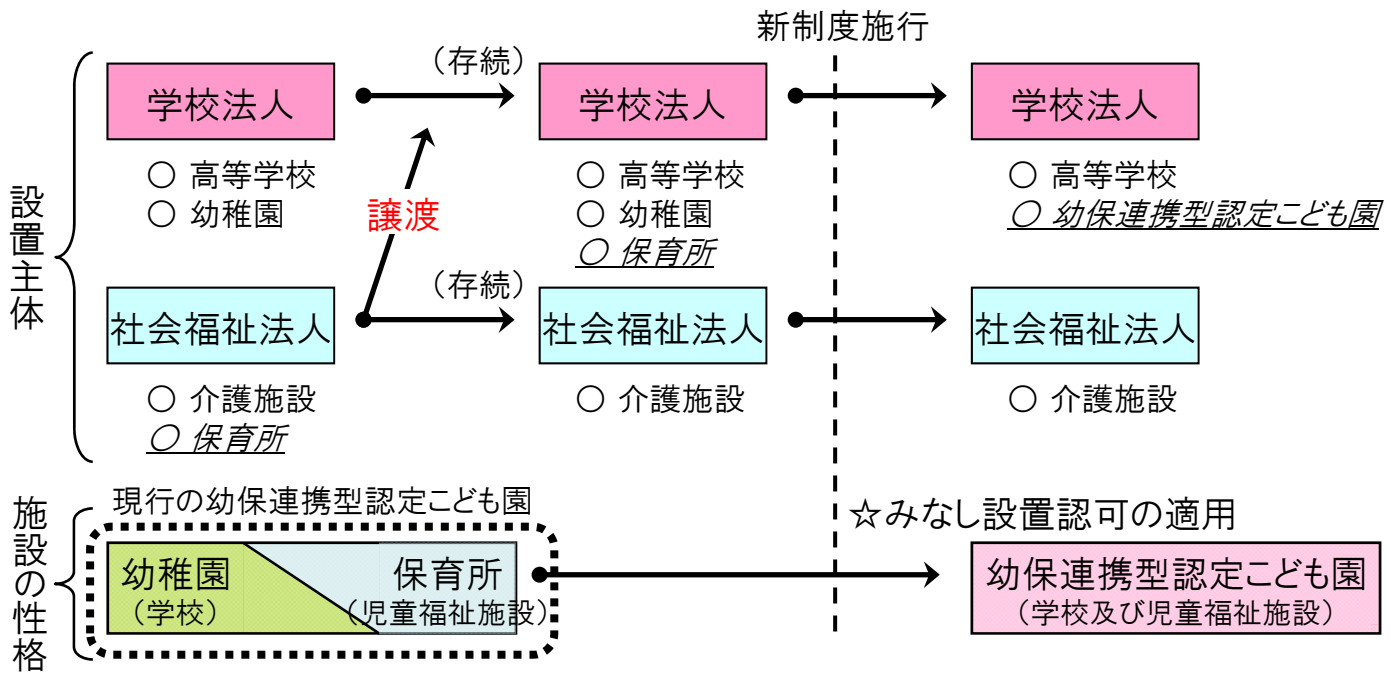 新制度施行
設置主体
学校法人
（存続）
学校法人
学校法人
○ 高等学校
○ 幼稚園
○ 高等学校
○ 幼稚園
○ 保育所
○ 高等学校
○ 幼保連携型認定こども園
譲渡
社会福祉法人
（存続）
社会福祉法人
社会福祉法人
○ 介護施設
○ 保育所
○ 介護施設
○ 介護施設
施設の性格
現行の幼保連携型認定こども園
☆みなし設置認可の適用
幼稚園
（学校）
保育所
（児童福祉施設）
幼保連携型認定こども園
（学校及び児童福祉施設）